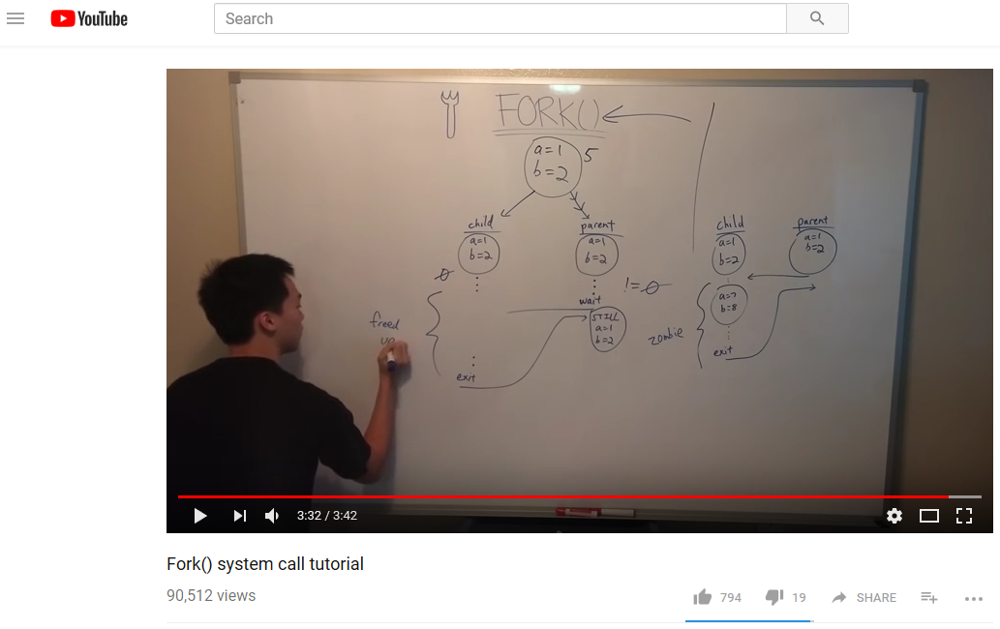 YouTube
Search
FORK()
a=1
b=2
5
child
a=1
b=2
0
parent
a=1
b=2
!=0
wait
STILL
a=1
b=2
exit
freed
up
child
a=1
b=2
a=7
b=8
exit
zombie
parent
a=1
b=2
3:32 / 3:42
Fork() system call tutorial
90,512 views
794
19
SHARE